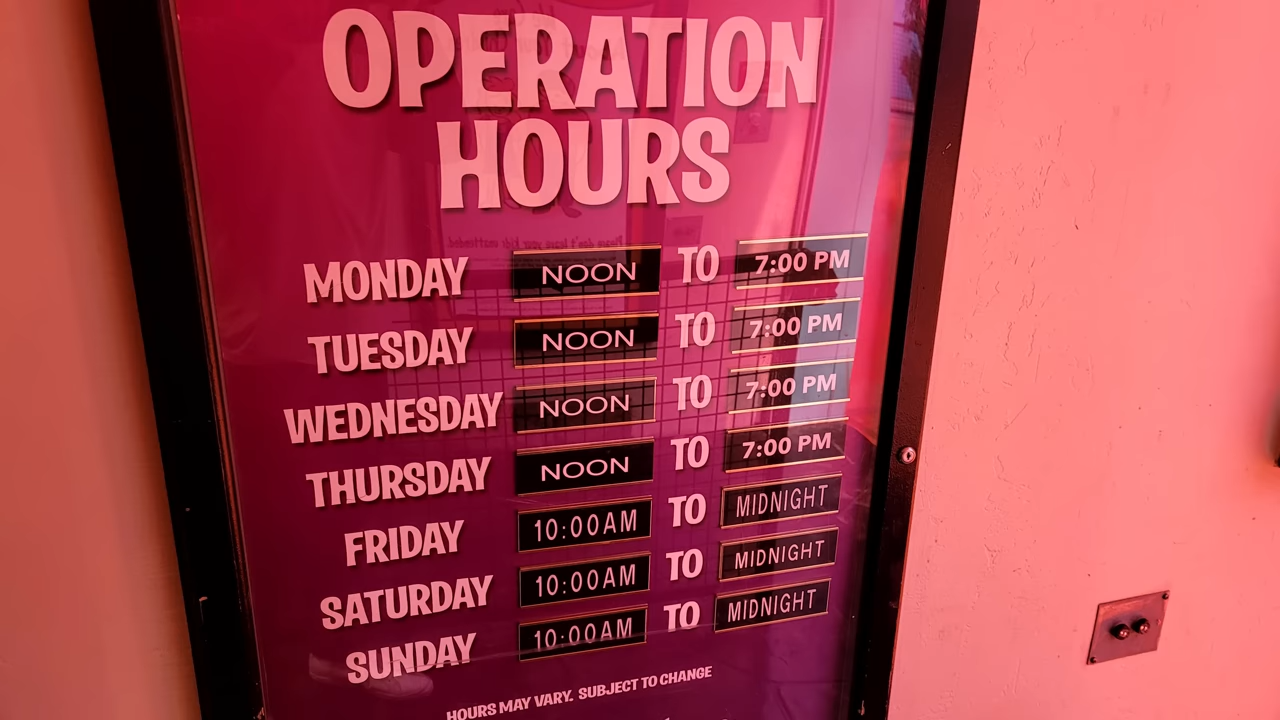 OPERATION
HOURS
MONDAY NOON TO 7:00 PM
TUESDAY NOON TO 7:00 PM
WEDNESDAY NOON TO 7:00 PM
THURSDAY NOON TO 7:00 PM
FRIDAY 10:00AM TO MIDNIGHT
SATURDAY 10:00AM TO MIDNIGHT
SUNDAY 10:00AM TO MIDNIGHT
HOURS MAY VARY. SUBJECT TO CHANGE